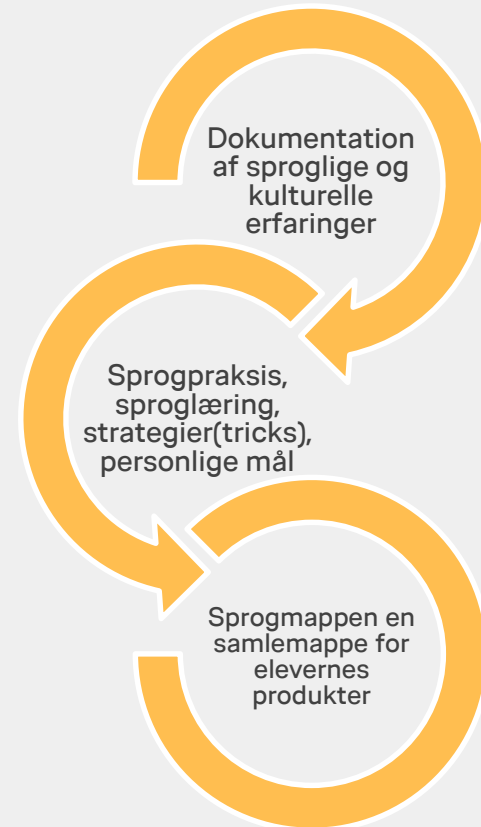 Dokumentation
af sproglige og
kulturelle
erfaringer
Sprogpraksis,
sproglæring,
strategier(tricks),
personlige mål
Sprogmappen en
samlemappe for
elevernes
produkter